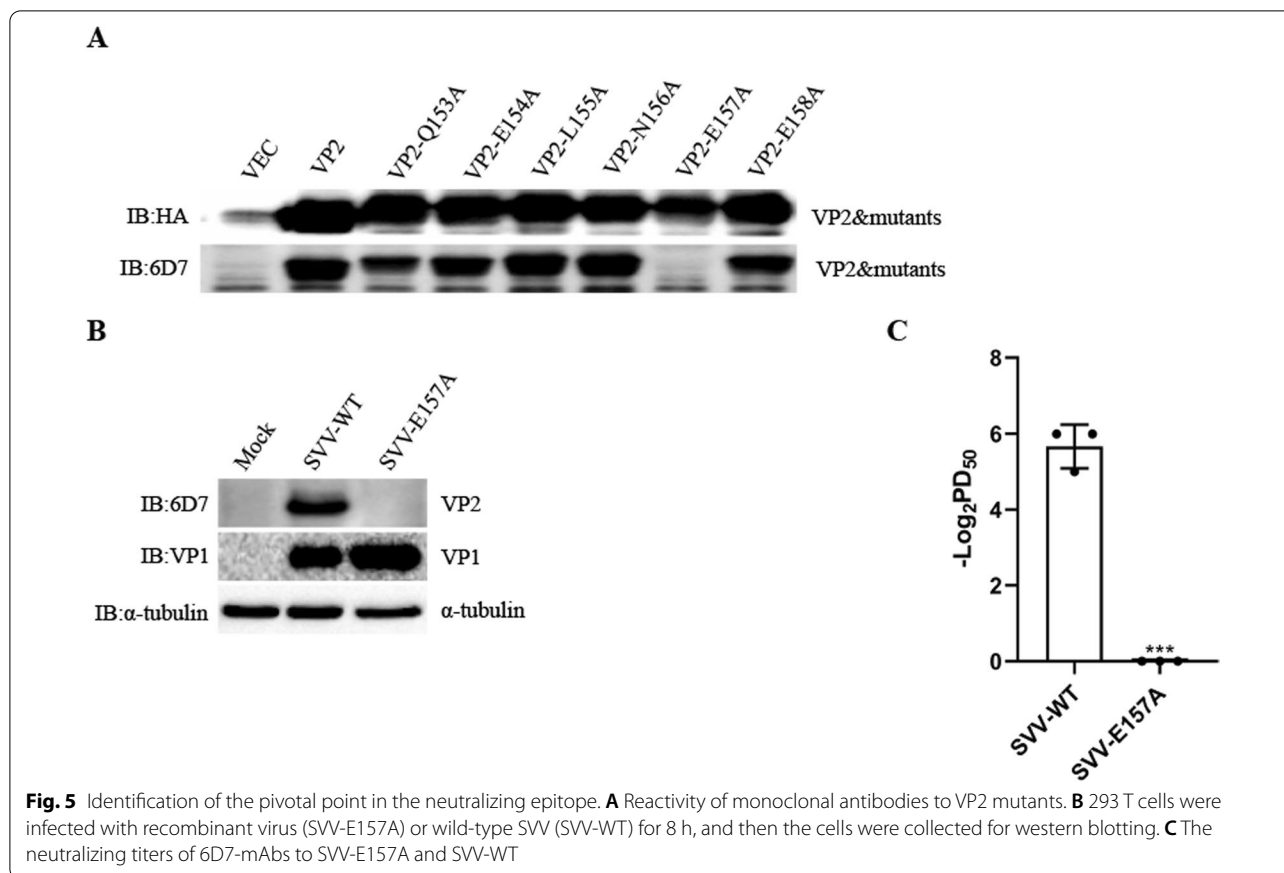 A
VEC VP2 VP2-Q153A VP2-E154A VP2-L155A VP2-N156A VP2-E157A VP2-E158A
IB:HA VP2&mutants
IB:6D7 VP2&mutants
B
Mock SVV-WT SVV-E157A
IB:6D7 VP2
IB:VP1 VP1
IB:α-tubulin α-tubulin
C
-Log₂PD₅₀
8
6
4
2
0
***
SVV-WT SVV-E157A
Fig. 5 Identification of the pivotal point in the neutralizing epitope. A Reactivity of monoclonal antibodies to VP2 mutants. B 293 T cells were
infected with recombinant virus (SVV-E157A) or wild-type SVV (SVV-WT) for 8 h, and then the cells were collected for western blotting. C The
neutralizing titers of 6D7-mAbs to SVV-E157A and SVV-WT